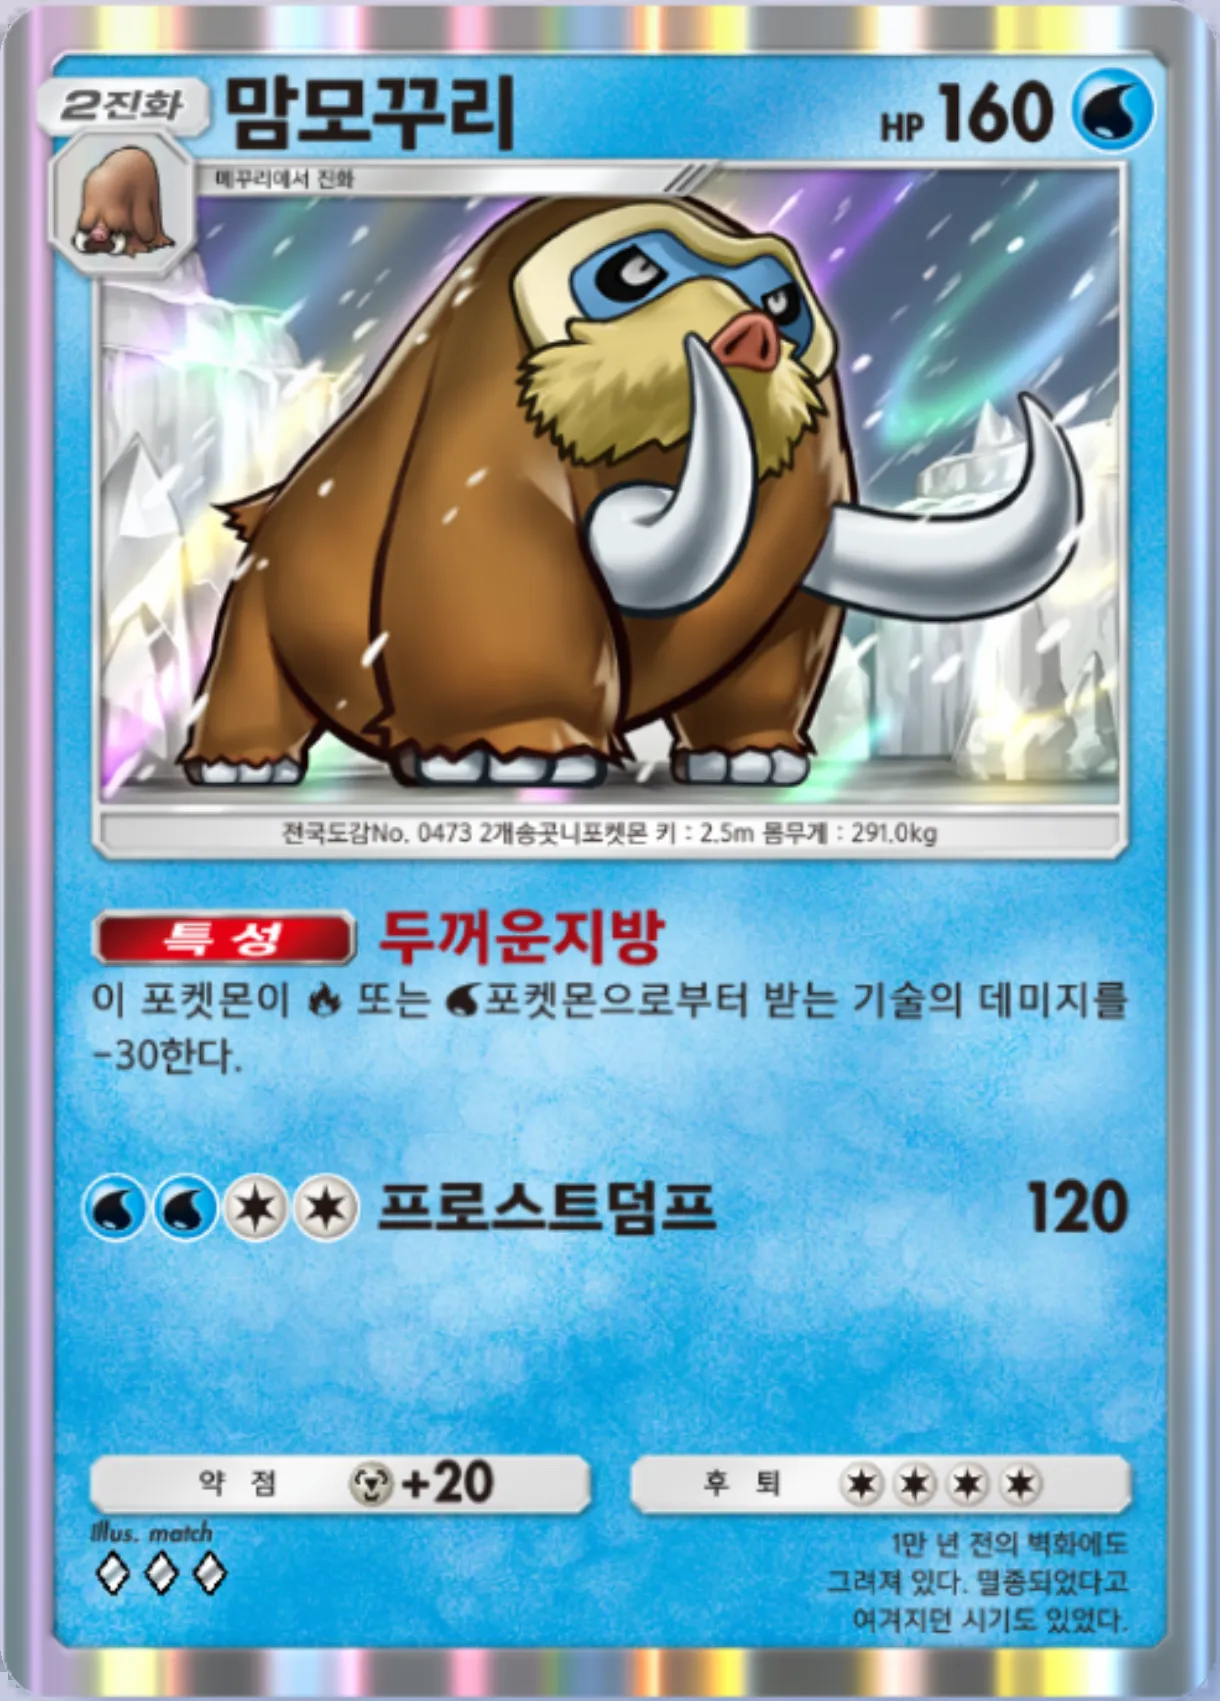 2진화 맘모꾸리 HP 160
메꾸리에서 진화
전국도감No. 0473 2개송곳니포켓몬 키 : 2.5m 몸무게 : 291.0kg
특성 두꺼운지방
이 포켓몬이 또는 포켓몬으로부터 받는 기술의 데미지를
-30한다.
프로스트덤프 120
약점 +20 후퇴
Illus. match
1만 년 전의 벽화에도
그려져 있다. 멸종되었다고
여겨지던 시기도 있었다.